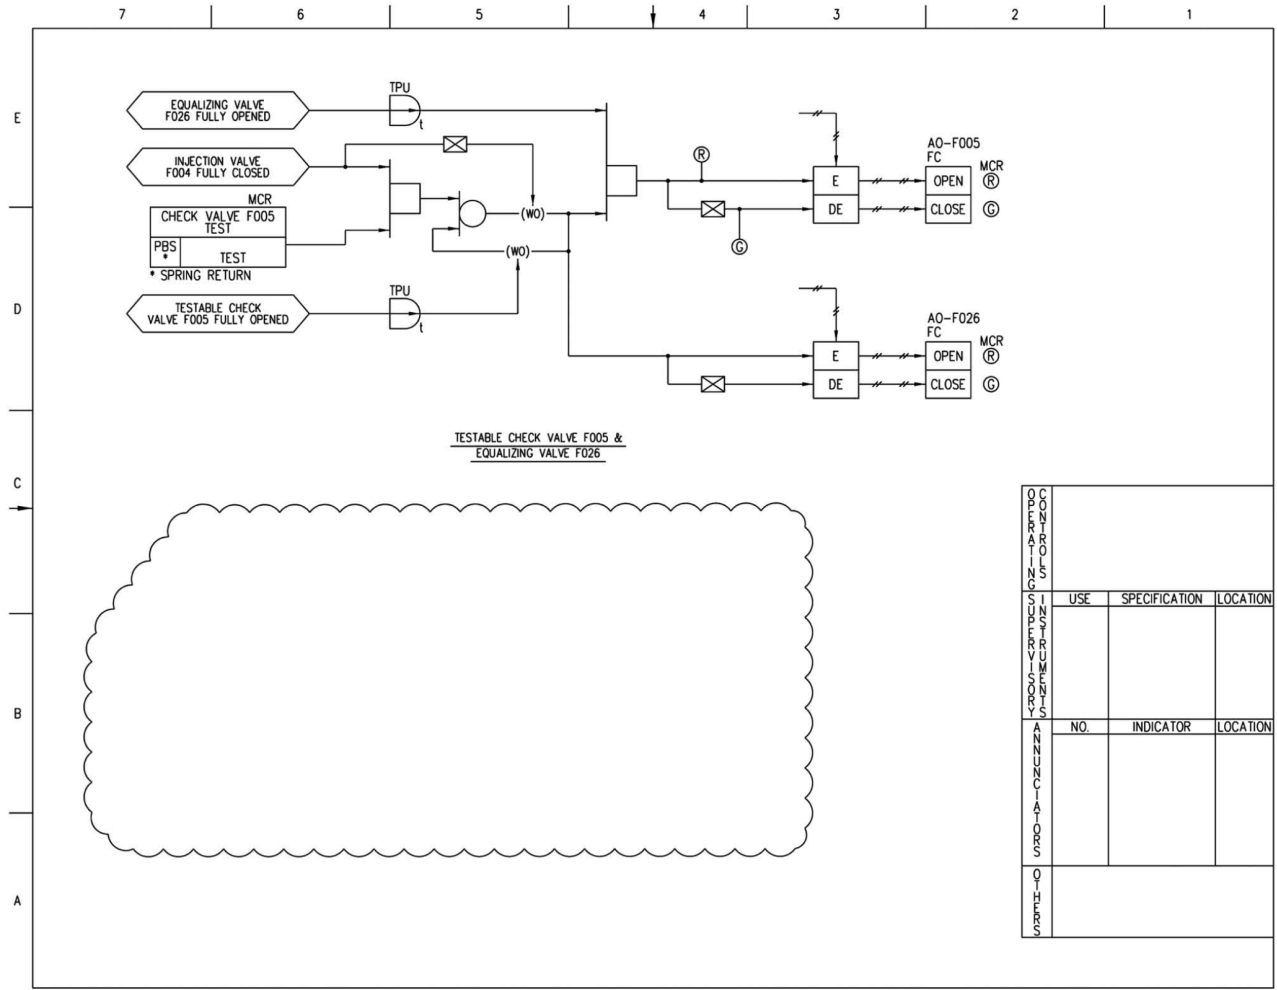 7 6 5 4 3 2 1
E
D
C
B
A
EQUALIZING VALVE
F026 FULLY OPENED
TPU
t
INJECTION VALVE
F004 FULLY CLOSED
MCR
CHECK VALVE F005
TEST
PBS
*
TEST
* SPRING RETURN
(WO)
(WO)
TESTABLE CHECK
VALVE F005 FULLY OPENED
TPU
t
R
G
E
DE
AO-F005
FC
MCR
OPEN
R
CLOSE
G
E
DE
AO-F026
FC
MCR
OPEN
R
CLOSE
G
TESTABLE CHECK VALVE F005 &
EQUALIZING VALVE F026
OPERATING
CONTROLS
SUPERVISORY
INSTRUMENTS
USE SPECIFICATION LOCATION
ANNUNCIATORS
NO. INDICATOR LOCATION
OTHERS